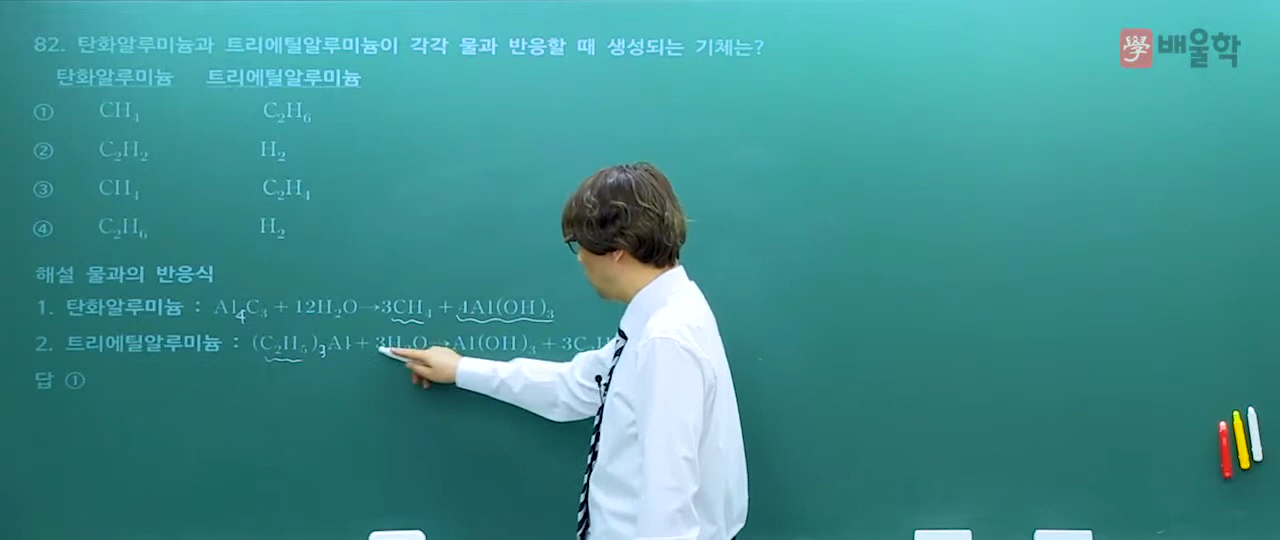 82. 탄화알루미늄과 트리에틸알루미늄이 각각 물과 반응할 때 생성되는 기체는?
學 배울학
탄화알루미늄 트리에틸알루미늄
① CH₄ C₂H₆
② C₂H₂ H₂
③ CH₄ C₂H₄
④ C₂H₆ H₂
해설 물과의 반응식
1. 탄화알루미늄 : Al₄C₃ + 12H₂O→3CH₄ + 4Al(OH)₃
2. 트리에틸알루미늄 : (C₂H₅)₃Al + 3H₂O→Al(OH)₃ + 3C₂H
답 ①